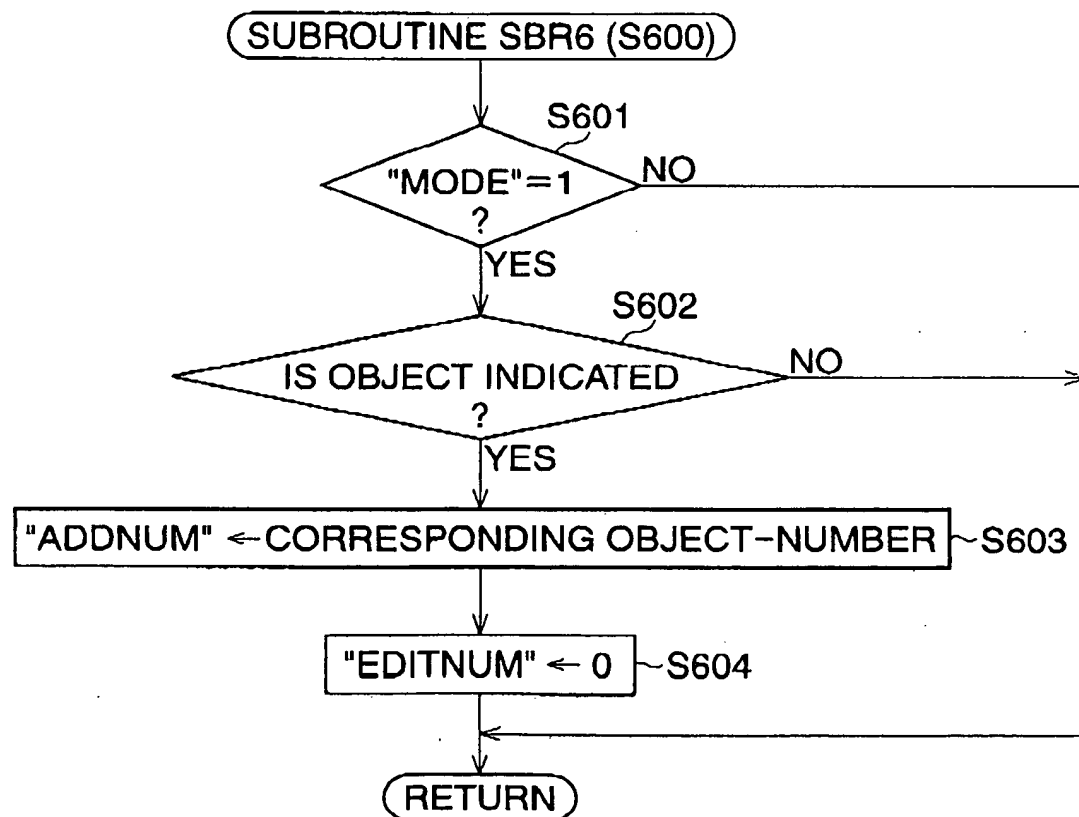 SUBROUTINE SBR6 (S600)
S601
"MODE"=1
?
NO
YES
S602
IS OBJECT INDICATED
?
NO
YES
"ADDNUM" ← CORRESPONDING OBJECT-NUMBER
S603
"EDITNUM" ← 0
S604
RETURN